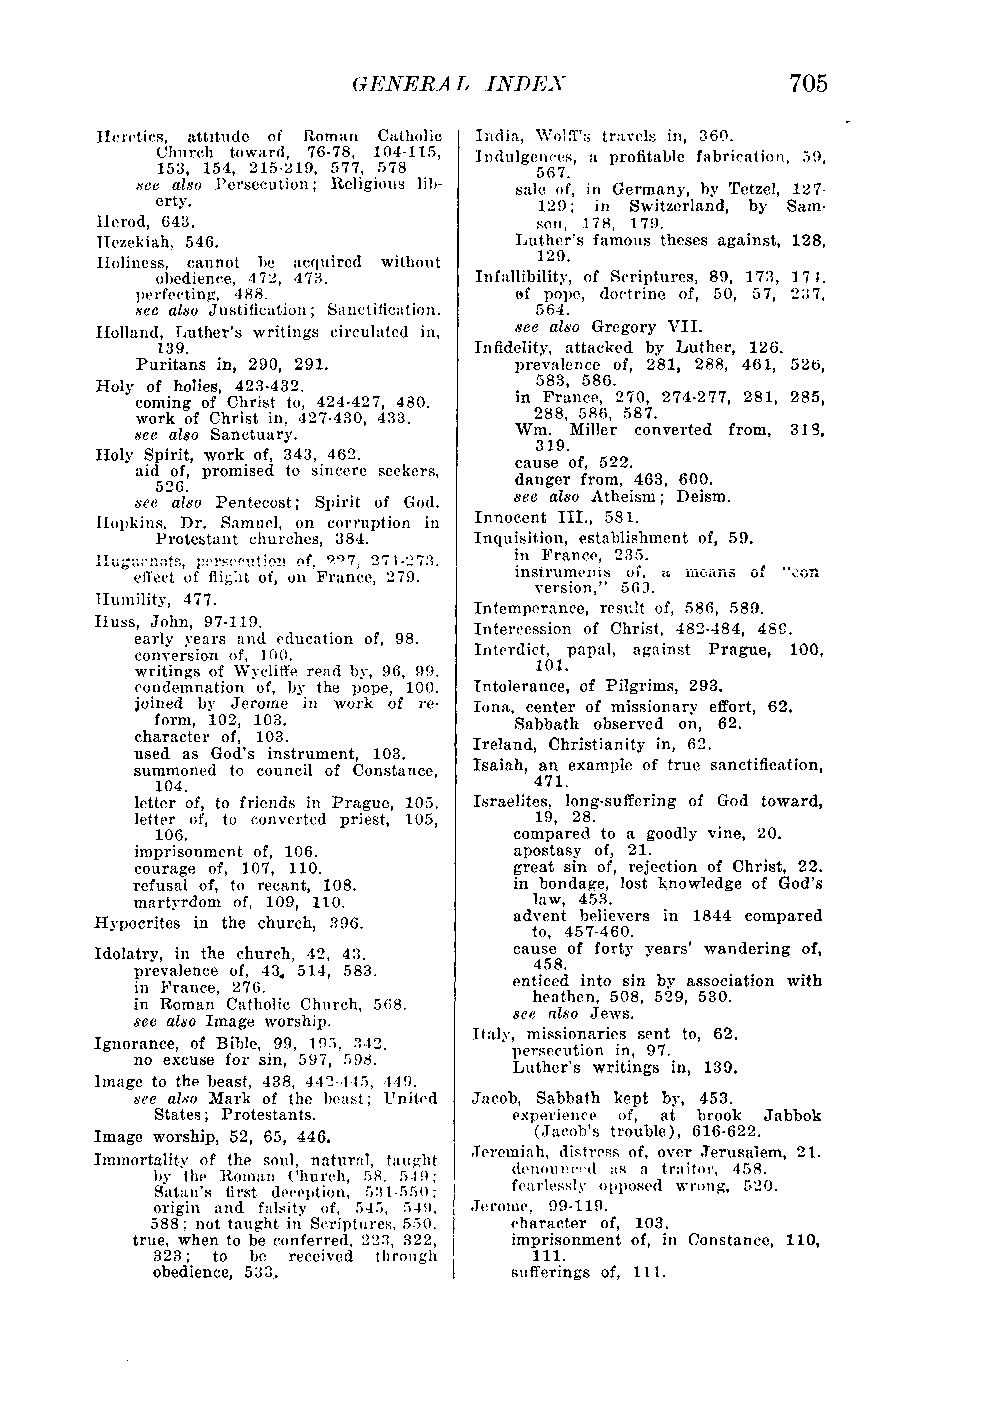 GENERAL INDEX 705
Heretics, attitude of Roman Catholic
Church toward, 76-78, 104-115,
153, 154, 215-219, 577, 578
see also Persecution; Religious lib-
erty.
Herod, 643.
Hezekiah, 546.
Holiness, cannot be acquired without
obedience, 472, 473.
perfecting, 488.
see also Justification; Sanctification.
Holland, Luther's writings circulated in,
139.
Puritans in, 290, 291.
Holy of holies, 423-432.
coming of Christ to, 424-427, 480.
work of Christ in, 427-430, 433.
see also Sanctuary.
Holy Spirit, work of, 343, 462.
aid of, promised to sincere seekers,
526.
see also Pentecost; Spirit of God.
Hopkins, Dr. Samuel, on corruption in
Protestant churches, 384.
Huguenots, persecution of, 227, 271-273.
effect of flight of, on France, 279.
Humility, 477.
Huss, John, 97-119.
early years and education of, 98.
conversion of, 100.
writings of Wycliffe read by, 96, 99.
condemnation of, by the pope, 100.
joined by Jerome in work of re-
form, 102, 103.
character of, 103.
used as God's instrument, 103.
summoned to council of Constance,
104.
letter of, to friends in Prague, 105.
letter of, to converted priest, 105,
106.
imprisonment of, 106.
courage of, 107, 110.
refusal of, to recant, 108.
martyrdom of, 109, 110.
Hypocrites in the church, 396.
Idolatry, in the church, 42, 43.
prevalence of, 43, 514, 583.
in France, 276.
in Roman Catholic Church, 568.
see also Image worship.
Ignorance, of Bible, 99, 195, 342.
no excuse for sin, 597, 598.
Image to the beast, 438, 442-445, 449.
see also Mark of the beast; United
States; Protestants.
Image worship, 52, 65, 446.
Immortality of the soul, natural, taught
by the Roman Church, 58, 549;
Satan's first deception, 531-550;
origin and falsity of, 545, 549,
588; not taught in Scriptures, 550.
true, when to be conferred, 223, 322,
323; to be received through
obedience, 533.
India, Wolff's travels in, 360.
Indulgences, a profitable fabrication, 59,
567.
sale of, in Germany, by Tetzel, 127-
129; in Switzerland, by Sam-
son, 178, 179.
Luther's famous theses against, 128,
129.
Infallibility, of Scriptures, 89, 173, 174.
of pope, doctrine of, 50, 57, 237,
564.
see also Gregory VII.
Infidelity, attacked by Luther, 126.
prevalence of, 281, 288, 461, 526,
583, 586.
in France, 270, 274-277, 281, 285,
288, 586, 587.
Wm. Miller converted from, 318,
319.
cause of, 522.
danger from, 463, 600.
see also Atheism; Deism.
Innocent III., 581.
Inquisition, establishment of, 59.
in France, 235.
instruments of, a means of "con
version," 569.
Intemperance, result of, 586, 589.
Intercession of Christ, 482-484, 489.
Interdict, papal, against Prague, 100,
101.
Intolerance, of Pilgrims, 293.
Iona, center of missionary effort, 62.
Sabbath observed on, 62.
Ireland, Christianity in, 62.
Isaiah, an example of true sanctification,
471.
Israelites, long-suffering of God toward,
19, 28.
compared to a goodly vine, 20.
apostasy of, 21.
great sin of, rejection of Christ, 22.
in bondage, lost knowledge of God's
law, 453.
advent believers in 1844 compared
to, 457-460.
cause of forty years' wandering of,
458.
enticed into sin by association with
heathen, 508, 529, 530.
see also Jews.
Italy, missionaries sent to, 62.
persecution in, 97.
Luther's writings in, 139.
Jacob, Sabbath kept by, 453.
experience of, at brook Jabbok
(Jacob's trouble), 616-622.
Jeremiah, distress of, over Jerusalem, 21.
denounced as a traitor, 458.
fearlessly opposed wrong, 520.
Jerome, 99-119.
character of, 103.
imprisonment of, in Constance, 110,
111.
sufferings of, 111.